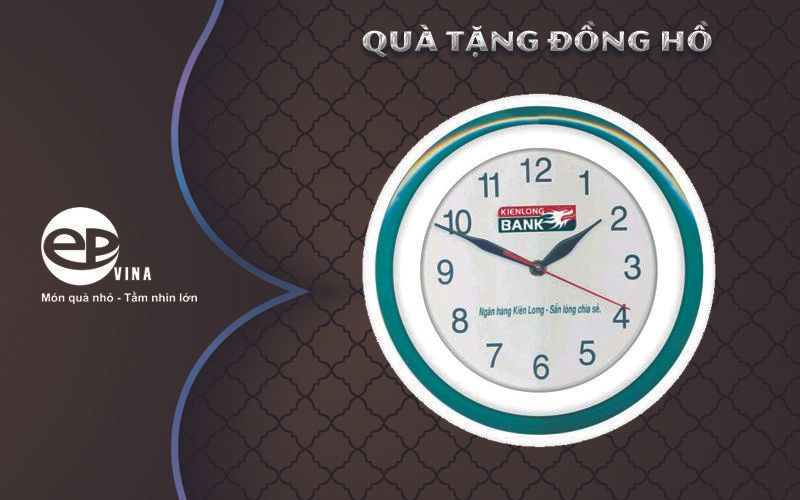 QUÀ TẶNG ĐỒNG HỒ
ep
VINA
Món quà nhỏ - Tầm nhìn lớn
12
1
2
3
4
5
6
7
8
9
10
11
KIENLONG
BANK
Ngân hàng Kiên Long - Sẵn lòng chia sẻ.